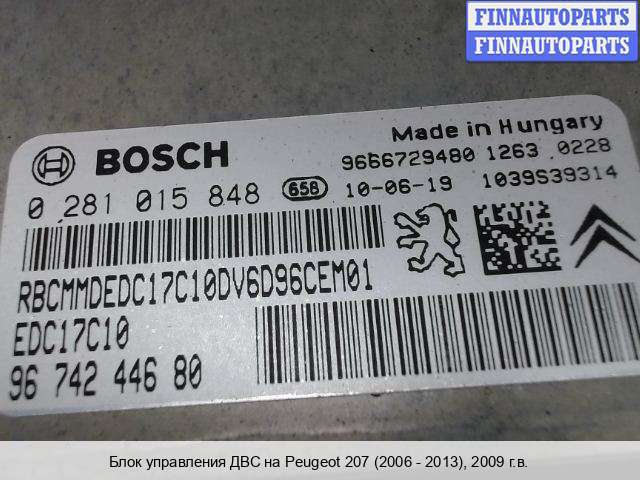 FINNAUTOPARTS
FINNAUTOPARTS
Made in Hungary
BOSCH
9666729480 1263 0228
0 281 015 848 656 10-06-19 1039S39314
RBCMMDEDC17C10DV6D96CEM01
EDC17C10
96 742 446 80
Блок управления ДВС на Peugeot 207 (2006 - 2013), 2009 г.в.